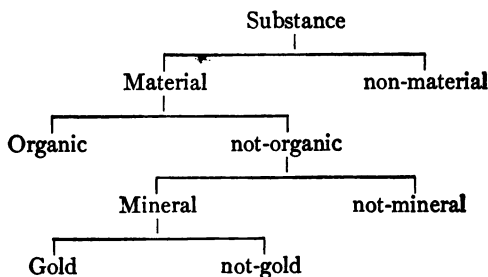 Substance
Material non-material
Organic not-organic
Mineral not-mineral
Gold not-gold